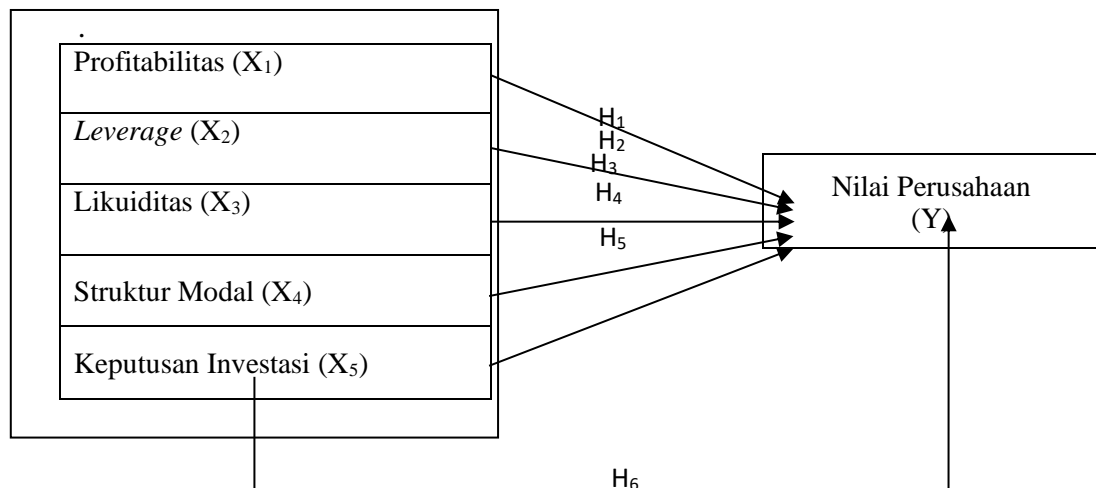 .
Profitabilitas (X₁)
Leverage (X₂)
Likuiditas (X₃)
Struktur Modal (X₄)
Keputusan Investasi (X₅)
H₁
H₂
H₃
H₄
H₅
Nilai Perusahaan
(Y)
H₆